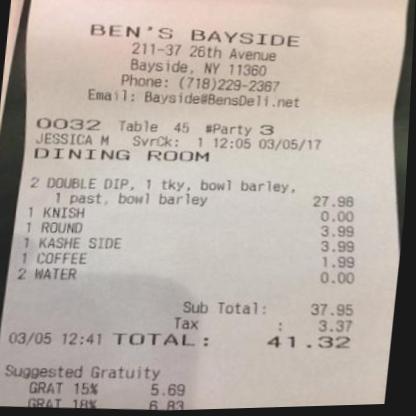 BEN'S BAYSIDE
211-37 26th Avenue
Bayside, NY 11360
Phone: (718)229-2367
Email: Bayside@BensDeli.net
0032 Table 45 #Party 3
JESSICA M SvrCk: 1 12:05 03/05/17
DINING ROOM
2 DOUBLE DIP, 1 tky, bowl barley,
1 past, bowl barley 27.98
1 KNISH 0.00
1 ROUND 3.99
1 KASHE SIDE 3.99
1 COFFEE 1.99
2 WATER 0.00
Sub Total: 37.95
Tax : 3.37
03/05 12:41 TOTAL: 41.32
Suggested Gratuity
GRAT 15% 5.69
GRAT 18% 6.83